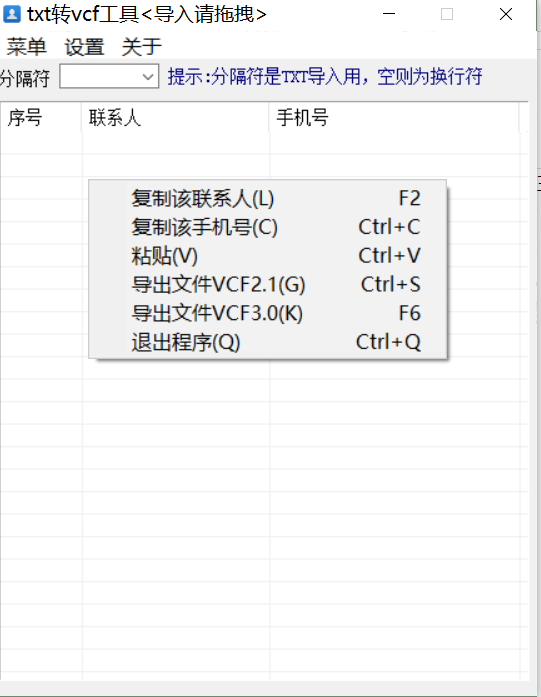 txt转vcf工具<导入请拖拽>
菜单 设置 关于
分隔符 提示:分隔符是TXT导入用，空则为换行符
序号 联系人 手机号
复制该联系人(L) F2
复制该手机号(C) Ctrl+C
粘贴(V) Ctrl+V
导出文件VCF2.1(G) Ctrl+S
导出文件VCF3.0(K) F6
退出程序(Q) Ctrl+Q